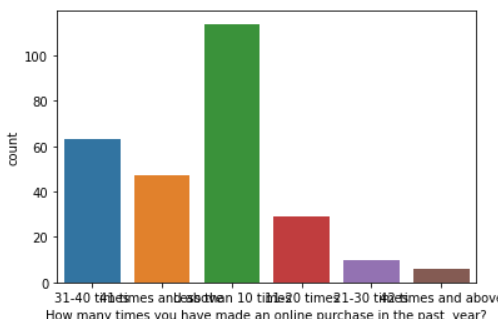 100
80
60
40
20
0
count
31-40 times 41 times and above Less than 10 times 11-20 times 21-30 times 42 times and above
How many times you have made an online purchase in the past  year?